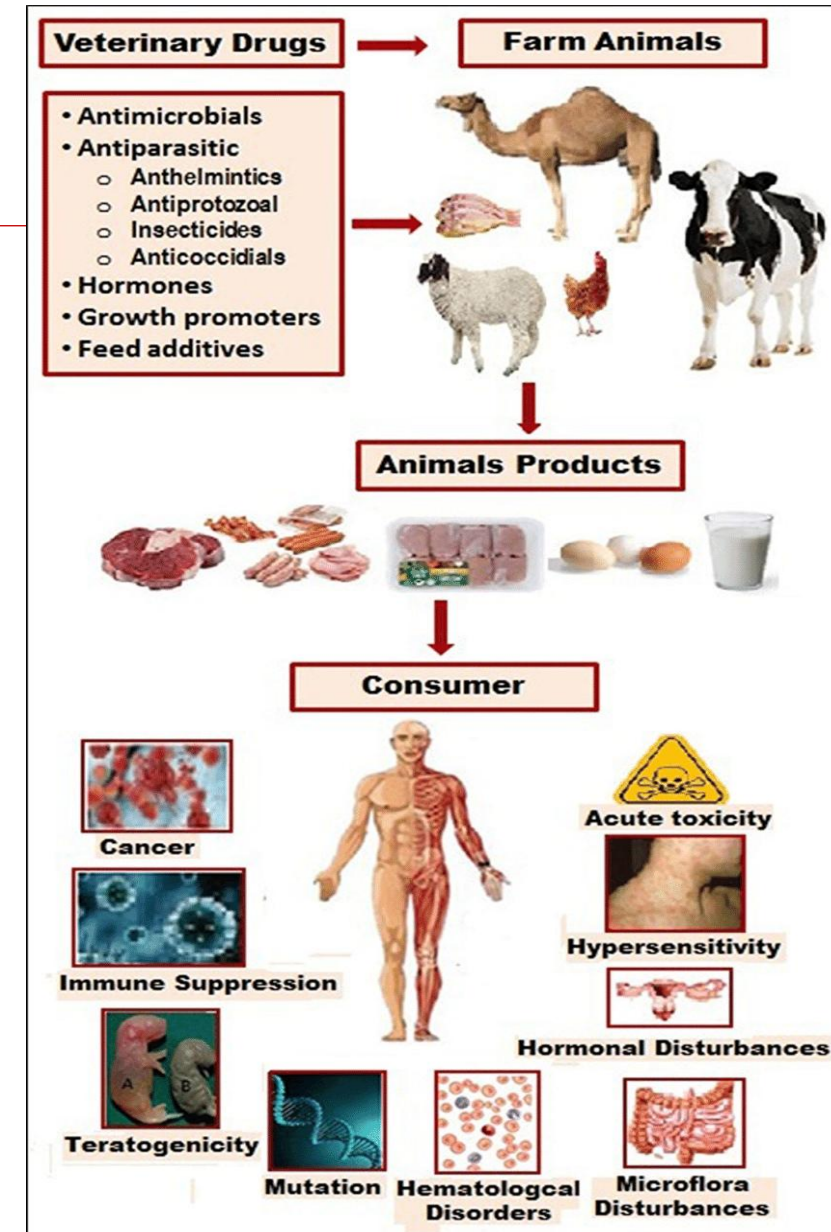 Veterinary Drugs
Farm Animals
• Antimicrobials
• Antiparasitic
o Anthelmintics
o Antiprotozoal
o Insecticides
o Anticoccidials
• Hormones
• Growth promoters
• Feed additives
Animals Products
Consumer
Cancer
Acute toxicity
Immune Suppression
Hypersensitivity
Hormonal Disturbances
A
B
Teratogenicity
Mutation
Hematologcal
Disorders
Microflora
Disturbances